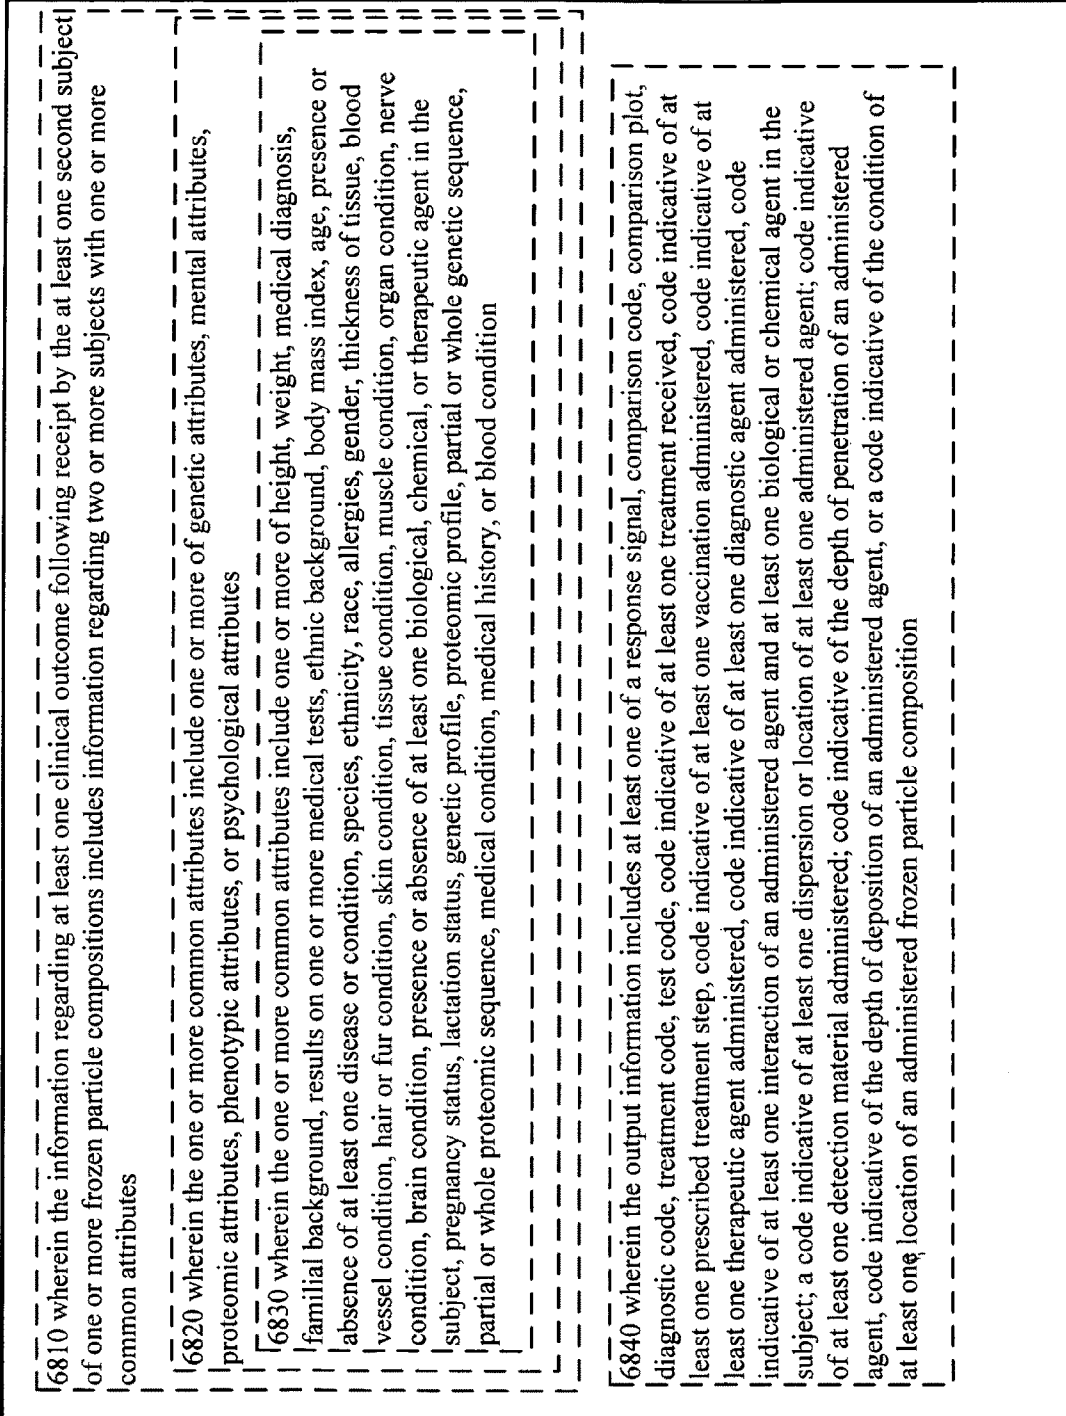 6810 wherein the information regarding at least one clinical outcome following receipt by the at least one second subject
of one or more frozen particle compositions includes information regarding two or more subjects with one or more
common attributes
6820 wherein the one or more common attributes include one or more of genetic attributes, mental attributes,
proteomic attributes, phenotypic attributes, or psychological attributes
6830 wherein the one or more common attributes include one or more of height, weight, medical diagnosis,
familial background, results on one or more medical tests, ethnic background, body mass index, age, presence or
absence of at least one disease or condition, species, ethnicity, race, allergies, gender, thickness of tissue, blood
vessel condition, hair or fur condition, skin condition, tissue condition, muscle condition, organ condition, nerve
condition, brain condition, presence or absence of at least one biological, chemical, or therapeutic agent in the
subject, pregnancy status, lactation status, genetic profile, proteomic profile, partial or whole genetic sequence,
partial or whole proteomic sequence, medical condition, medical history, or blood condition
6840 wherein the output information includes at least one of a response signal, comparison code, comparison plot,
diagnostic code, treatment code, test code, code indicative of at least one treatment received, code indicative of at
least one prescribed treatment step, code indicative of at least one vaccination administered, code indicative of at
least one therapeutic agent administered, code indicative of at least one diagnostic agent administered, code
indicative of at least one interaction of an administered agent and at least one biological or chemical agent in the
subject; a code indicative of at least one dispersion or location of at least one administered agent; code indicative
of at least one detection material administered; code indicative of the depth of penetration of an administered
agent, code indicative of the depth of deposition of an administered agent, or a code indicative of the condition of
at least one location of an administered frozen particle composition